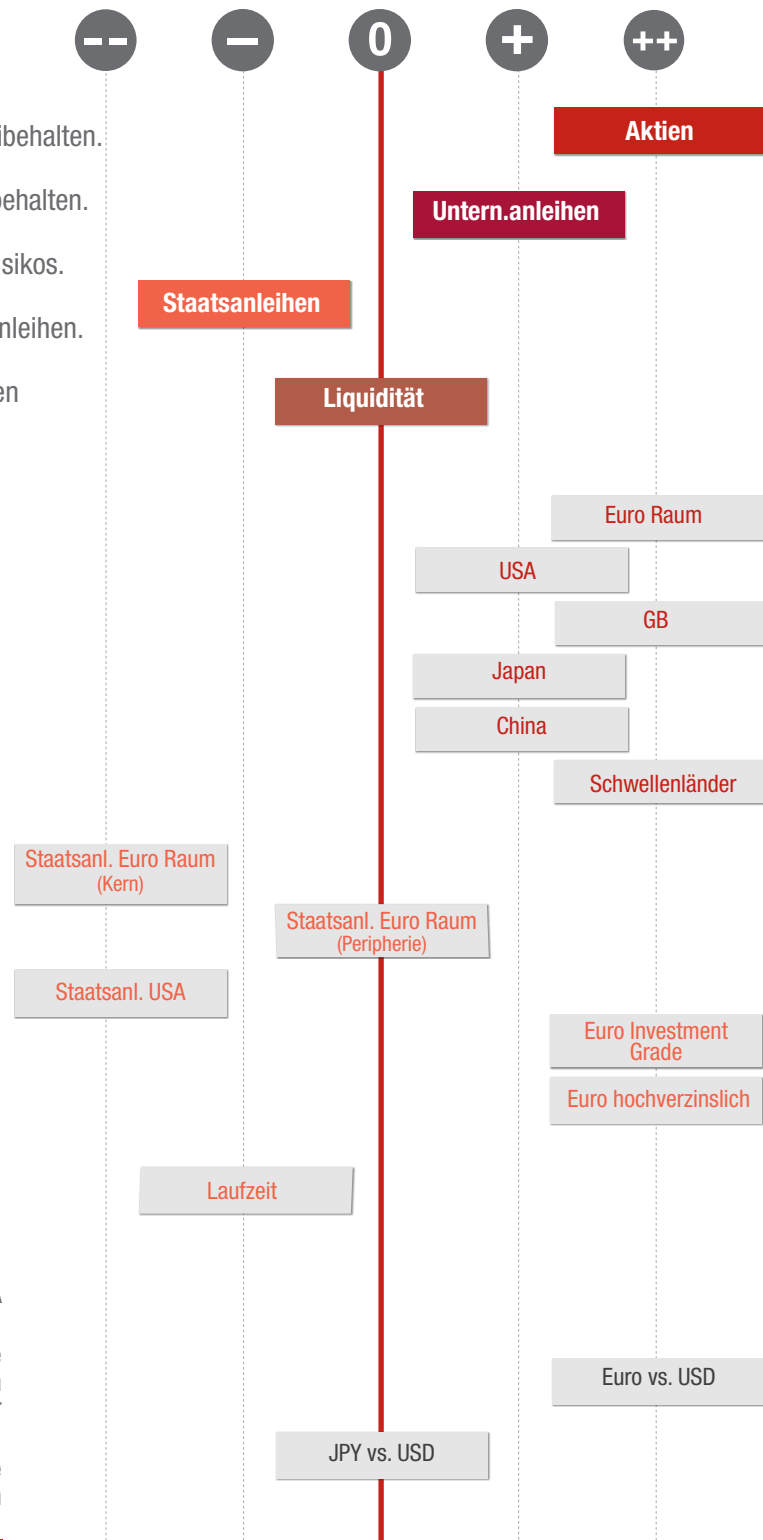 -- – 0 + ++
Aktien
ibehalten.
Untern.anleihen
ehalten.
sikos.
Staatsanleihen
nleihen.
en
Liquidität
Euro Raum
USA
GB
Japan
China
Schwellenländer
Staatsanl. Euro Raum
(Kern)
Staatsanl. Euro Raum
(Peripherie)
Staatsanl. USA
Euro Investment
Grade
Euro hochverzinslich
Laufzeit
Euro vs. USD
JPY vs. USD